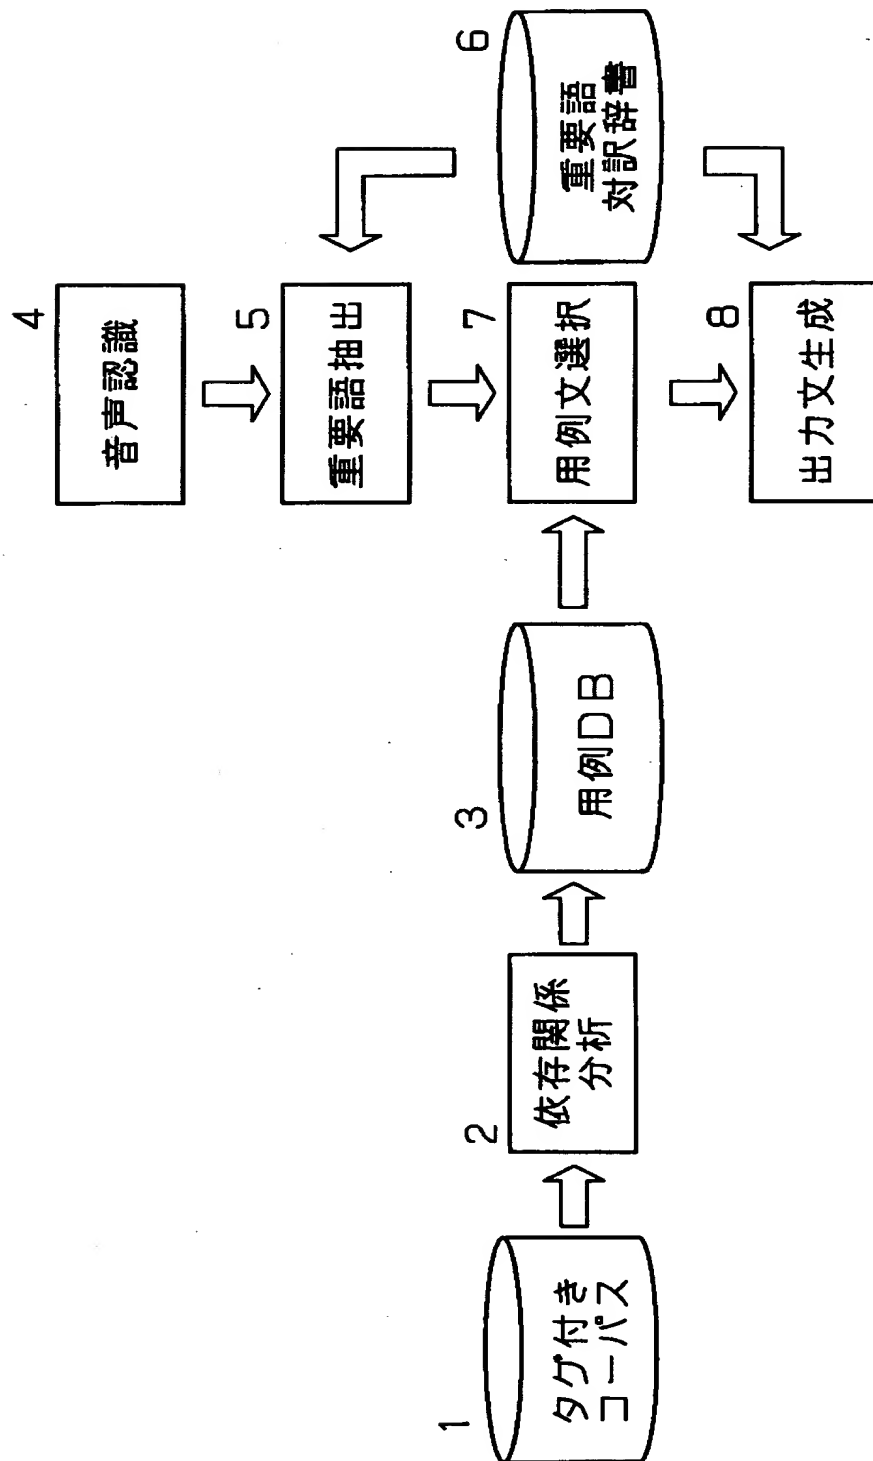 1
タグ付き
コーパス
2
依存関係
分析
3
用例DB
4
音声認識
5
重要語抽出
6
重要語
対訳辞書
7
用例文選択
8
出力文生成